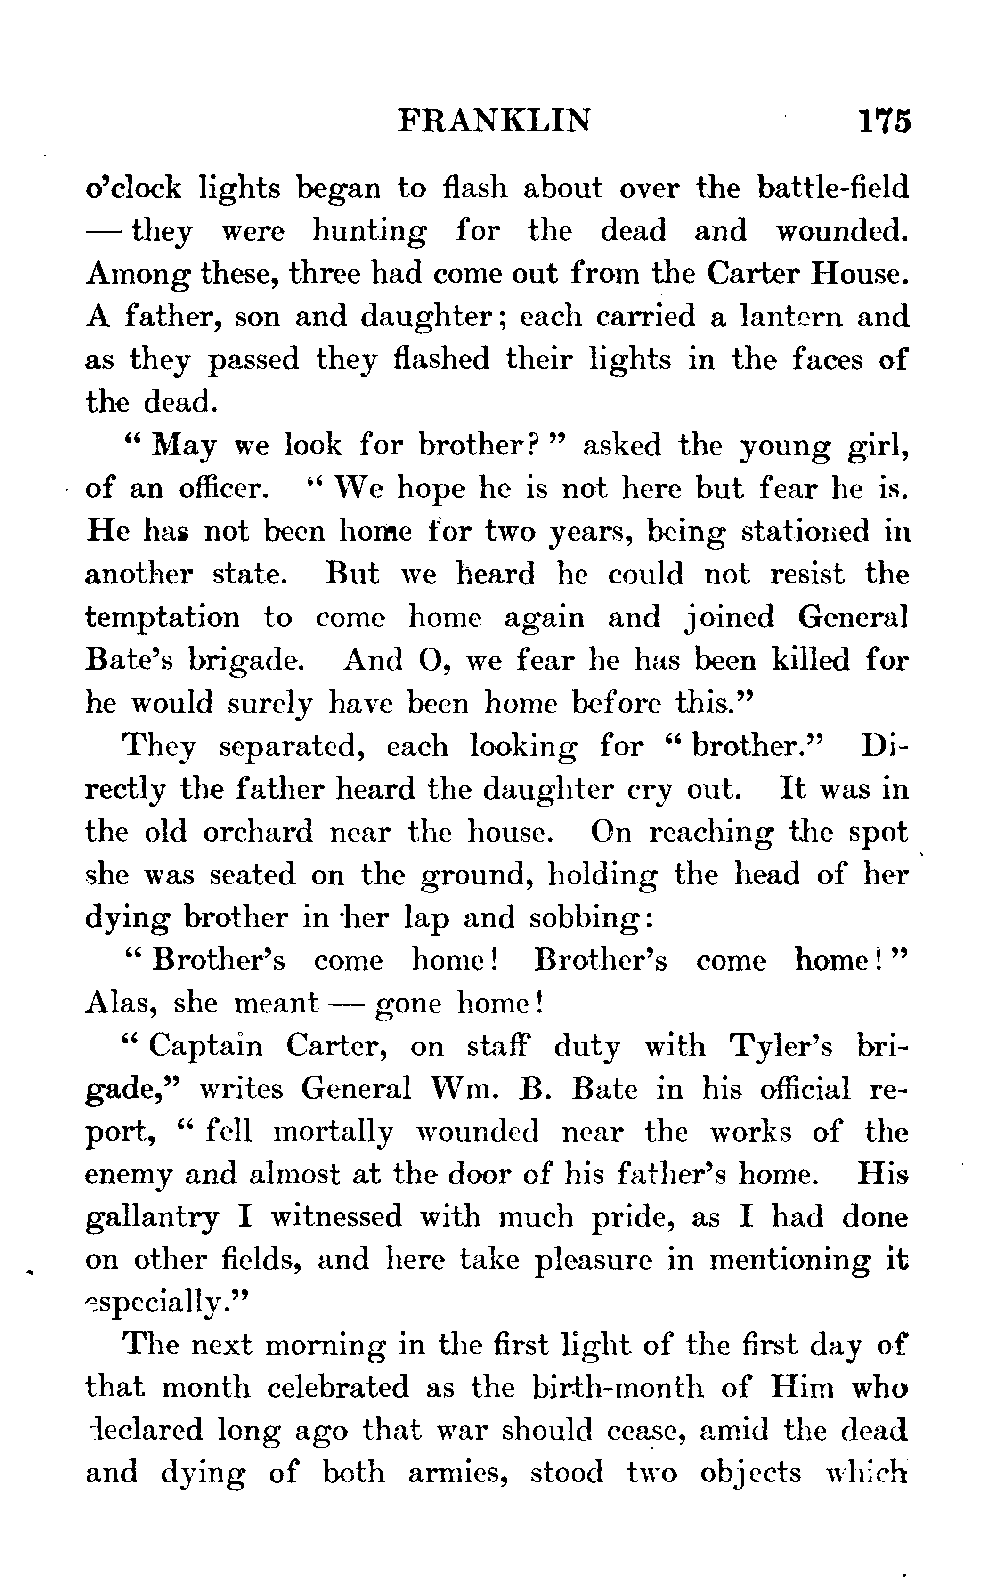 FRANKLIN 175
o'clock lights began to flash about over the battle-field
— they were hunting for the dead and wounded.
Among these, three had come out from the Carter House.
A father, son and daughter; each carried a lantern and
as they passed they flashed their lights in the faces of
the dead.
" May we look for brother? " asked the young girl,
of an officer. " We hope he is not here but fear he is.
He has not been home for two years, being stationed in
another state. But we heard he could not resist the
temptation to come home again and joined General
Bate's brigade. And O, we fear he has been killed for
he would surely have been home before this."
They separated, each looking for " brother." Di-
rectly the father heard the daughter cry out. It was in
the old orchard near the house. On reaching the spot
she was seated on the ground, holding the head of her
dying brother in her lap and sobbing:
" Brother's come home! Brother's come home! "
Alas, she meant — gone home!
" Captain Carter, on staff duty with Tyler's bri-
gade," writes General Wm. B. Bate in his official re-
port, " fell mortally wounded near the works of the
enemy and almost at the door of his father's home. His
gallantry I witnessed with much pride, as I had done
on other fields, and here take pleasure in mentioning it
especially."
The next morning in the first light of the first day of
that month celebrated as the birth-month of Him who
declared long ago that war should cease, amid the dead
and dying of both armies, stood two objects which